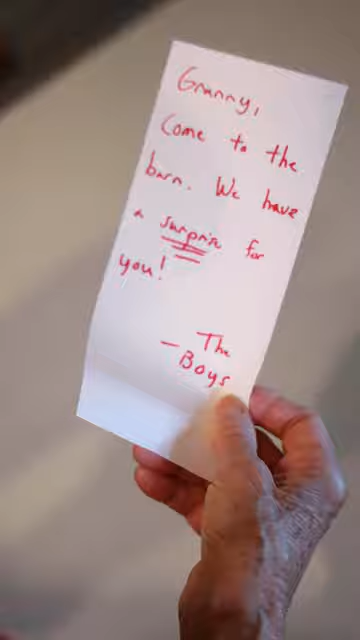 Granny,
Come to the
barn. We have
a surprise for
you!
— The
Boys